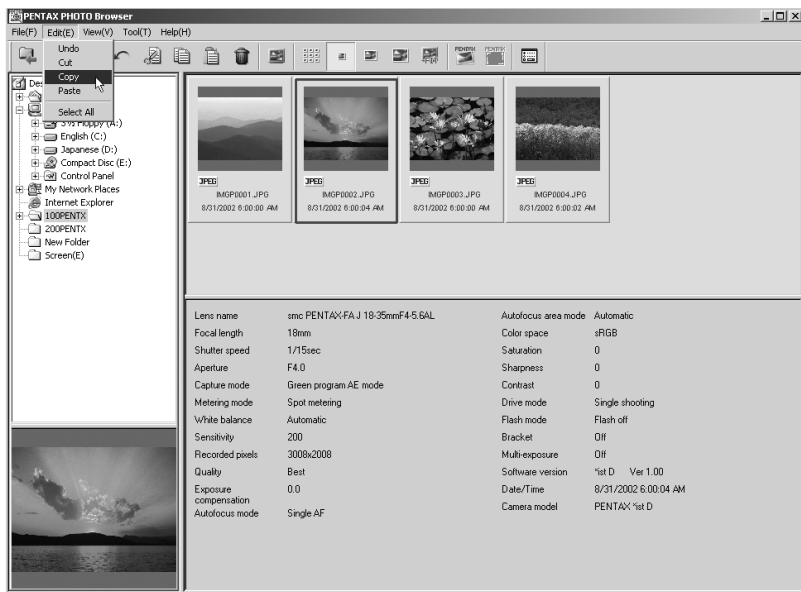 PENTAX PHOTO Browser
File(F) Edit(E) View(V) Tool(T) Help(H)
Undo
Cut
Copy
Paste
Select All
3½ Floppy (A:)
English (C:)
Japanese (D:)
Compact Disc (E:)
Control Panel
My Network Places
Internet Explorer
100PENTX
200PENTX
New Folder
Screen(E)
JPEG
IMGP0001.JPG
8/31/2002 6:00:00 AM
JPEG
IMGP0002.JPG
8/31/2002 6:00:04 AM
JPEG
IMGP0003.JPG
8/31/2002 6:00:00 AM
JPEG
IMGP0004.JPG
8/31/2002 6:00:02 AM
Lens name smc PENTAX-FA J 18-35mmF4-5.6AL
Focal length 18mm
Shutter speed 1/15sec
Aperture F4.0
Capture mode Green program AE mode
Metering mode Spot metering
White balance Automatic
Sensitivity 200
Recorded pixels 3008x2008
Quality Best
Exposure compensation 0.0
Autofocus mode Single AF
Autofocus area mode Automatic
Color space sRGB
Saturation 0
Sharpness 0
Contrast 0
Drive mode Single shooting
Flash mode Flash off
Bracket Off
Multi-exposure Off
Software version *ist D Ver 1.00
Date/Time 8/31/2002 6:00:04 AM
Camera model PENTAX *ist D